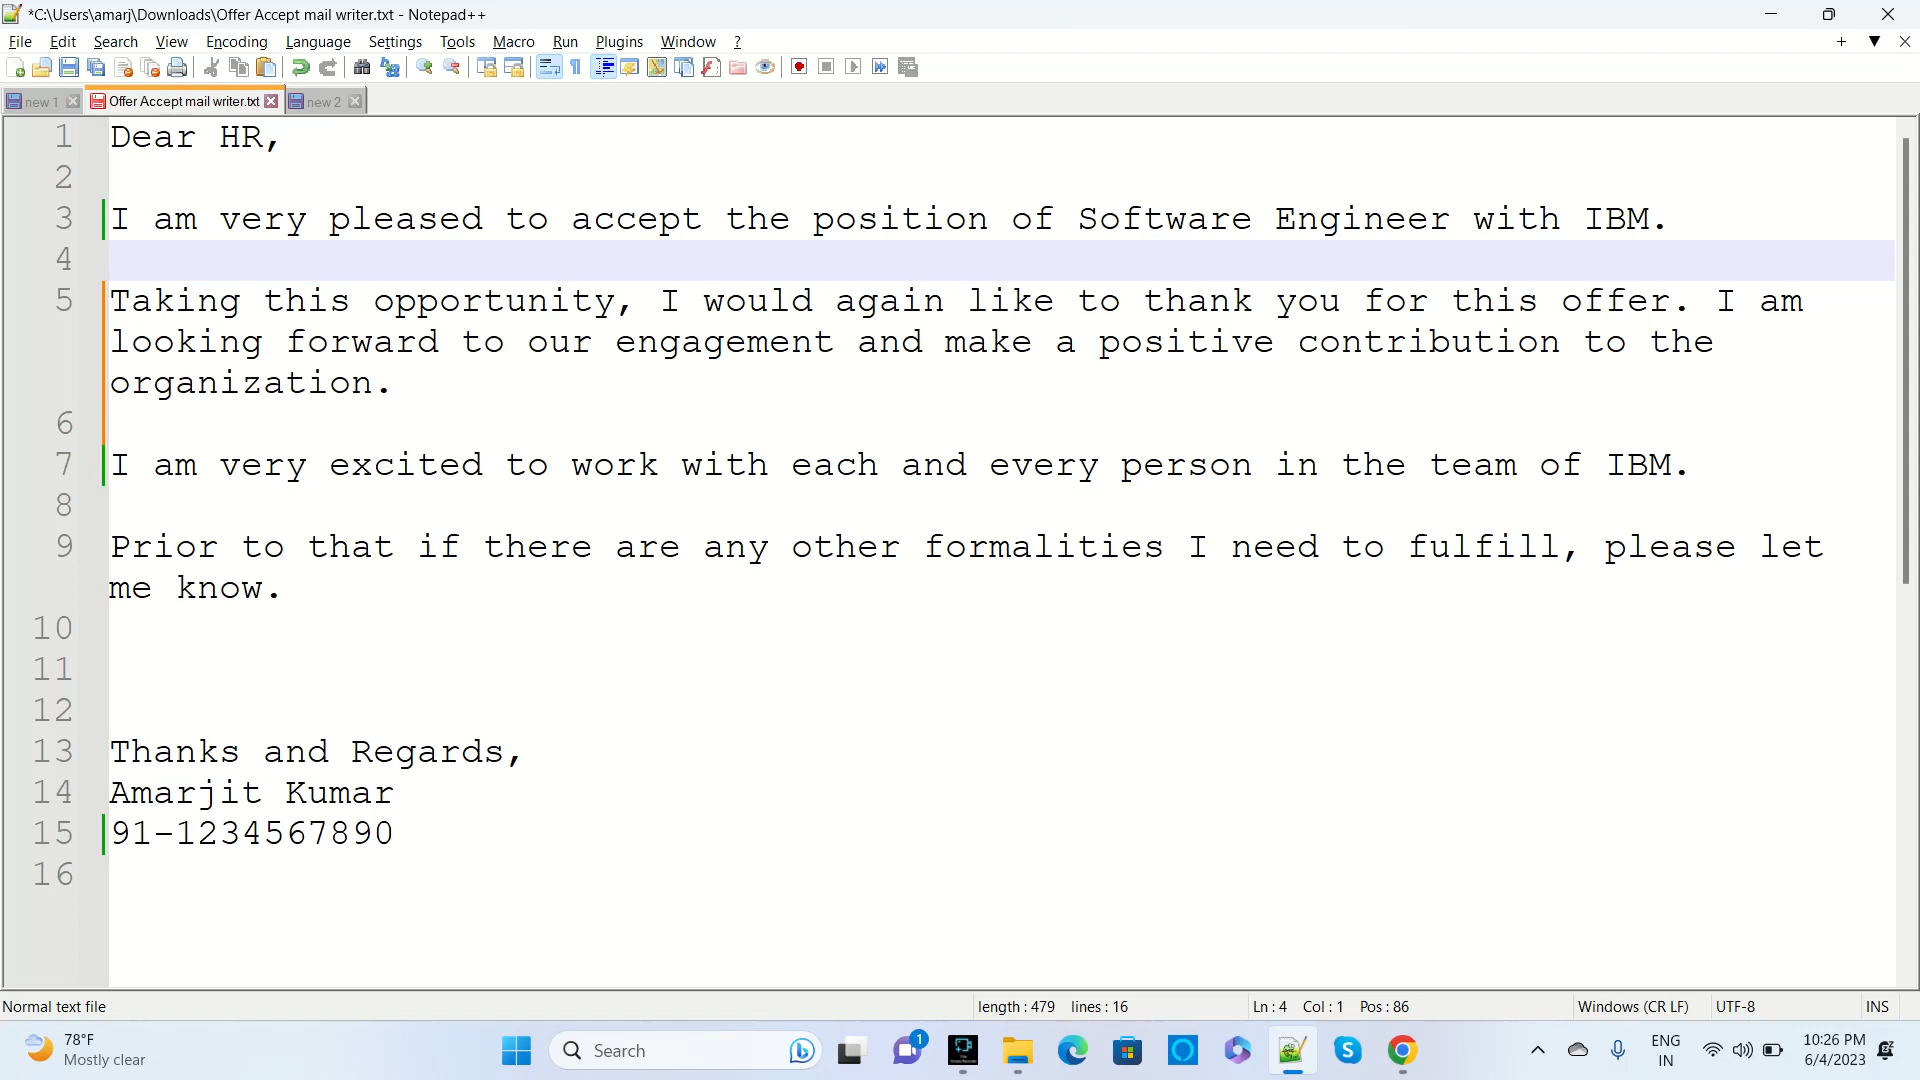 *C:\Users\amarj\Downloads\Offer Accept mail writer.txt - Notepad++
File Edit Search View Encoding Language Settings Tools Macro Run Plugins Window ?
new 1 Offer Accept mail writer.txt new 2
1 Dear HR,
2
3 I am very pleased to accept the position of Software Engineer with IBM.
4
5 Taking this opportunity, I would again like to thank you for this offer. I am
looking forward to our engagement and make a positive contribution to the
organization.
6
7 I am very excited to work with each and every person in the team of IBM.
8
9 Prior to that if there are any other formalities I need to fulfill, please let
me know.
10
11
12
13 Thanks and Regards,
14 Amarjit Kumar
15 91-1234567890
16
Normal text file length : 479 lines : 16 Ln : 4 Col : 1 Pos : 86 Windows (CR LF) UTF-8 INS
78°F
Mostly clear
Search
1
ENG
IN
10:26 PM
6/4/2023